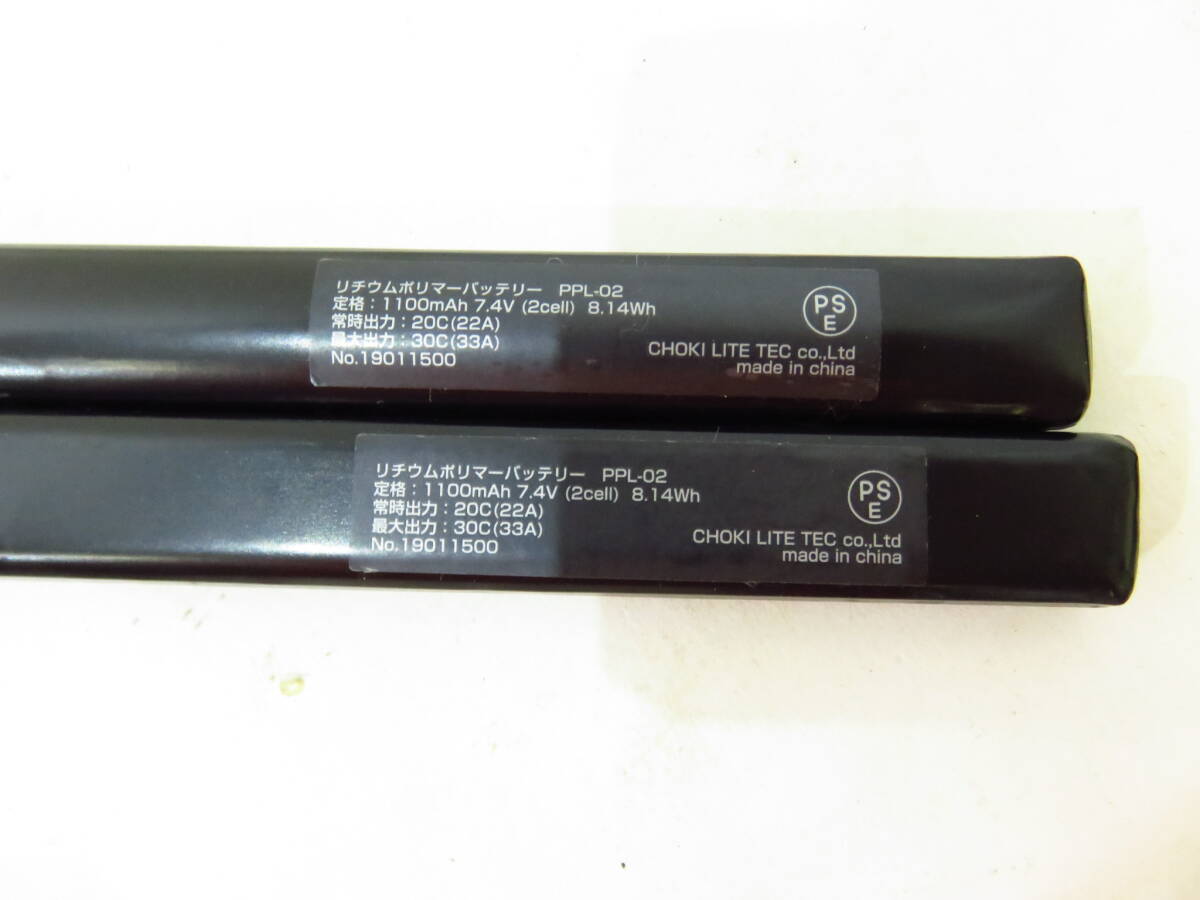 リチウムポリマーバッテリー PPL-02
定格：1100mAh 7.4V (2cell) 8.14Wh
常時出力：20C(22A)
最大出力：30C(33A)
No.19011500
PS
E
CHOKI LITE TEC co.,Ltd
made in china
リチウムポリマーバッテリー PPL-02
定格：1100mAh 7.4V (2cell) 8.14Wh
常時出力：20C(22A)
最大出力：30C(33A)
No.19011500
PS
E
CHOKI LITE TEC co.,Ltd
made in china